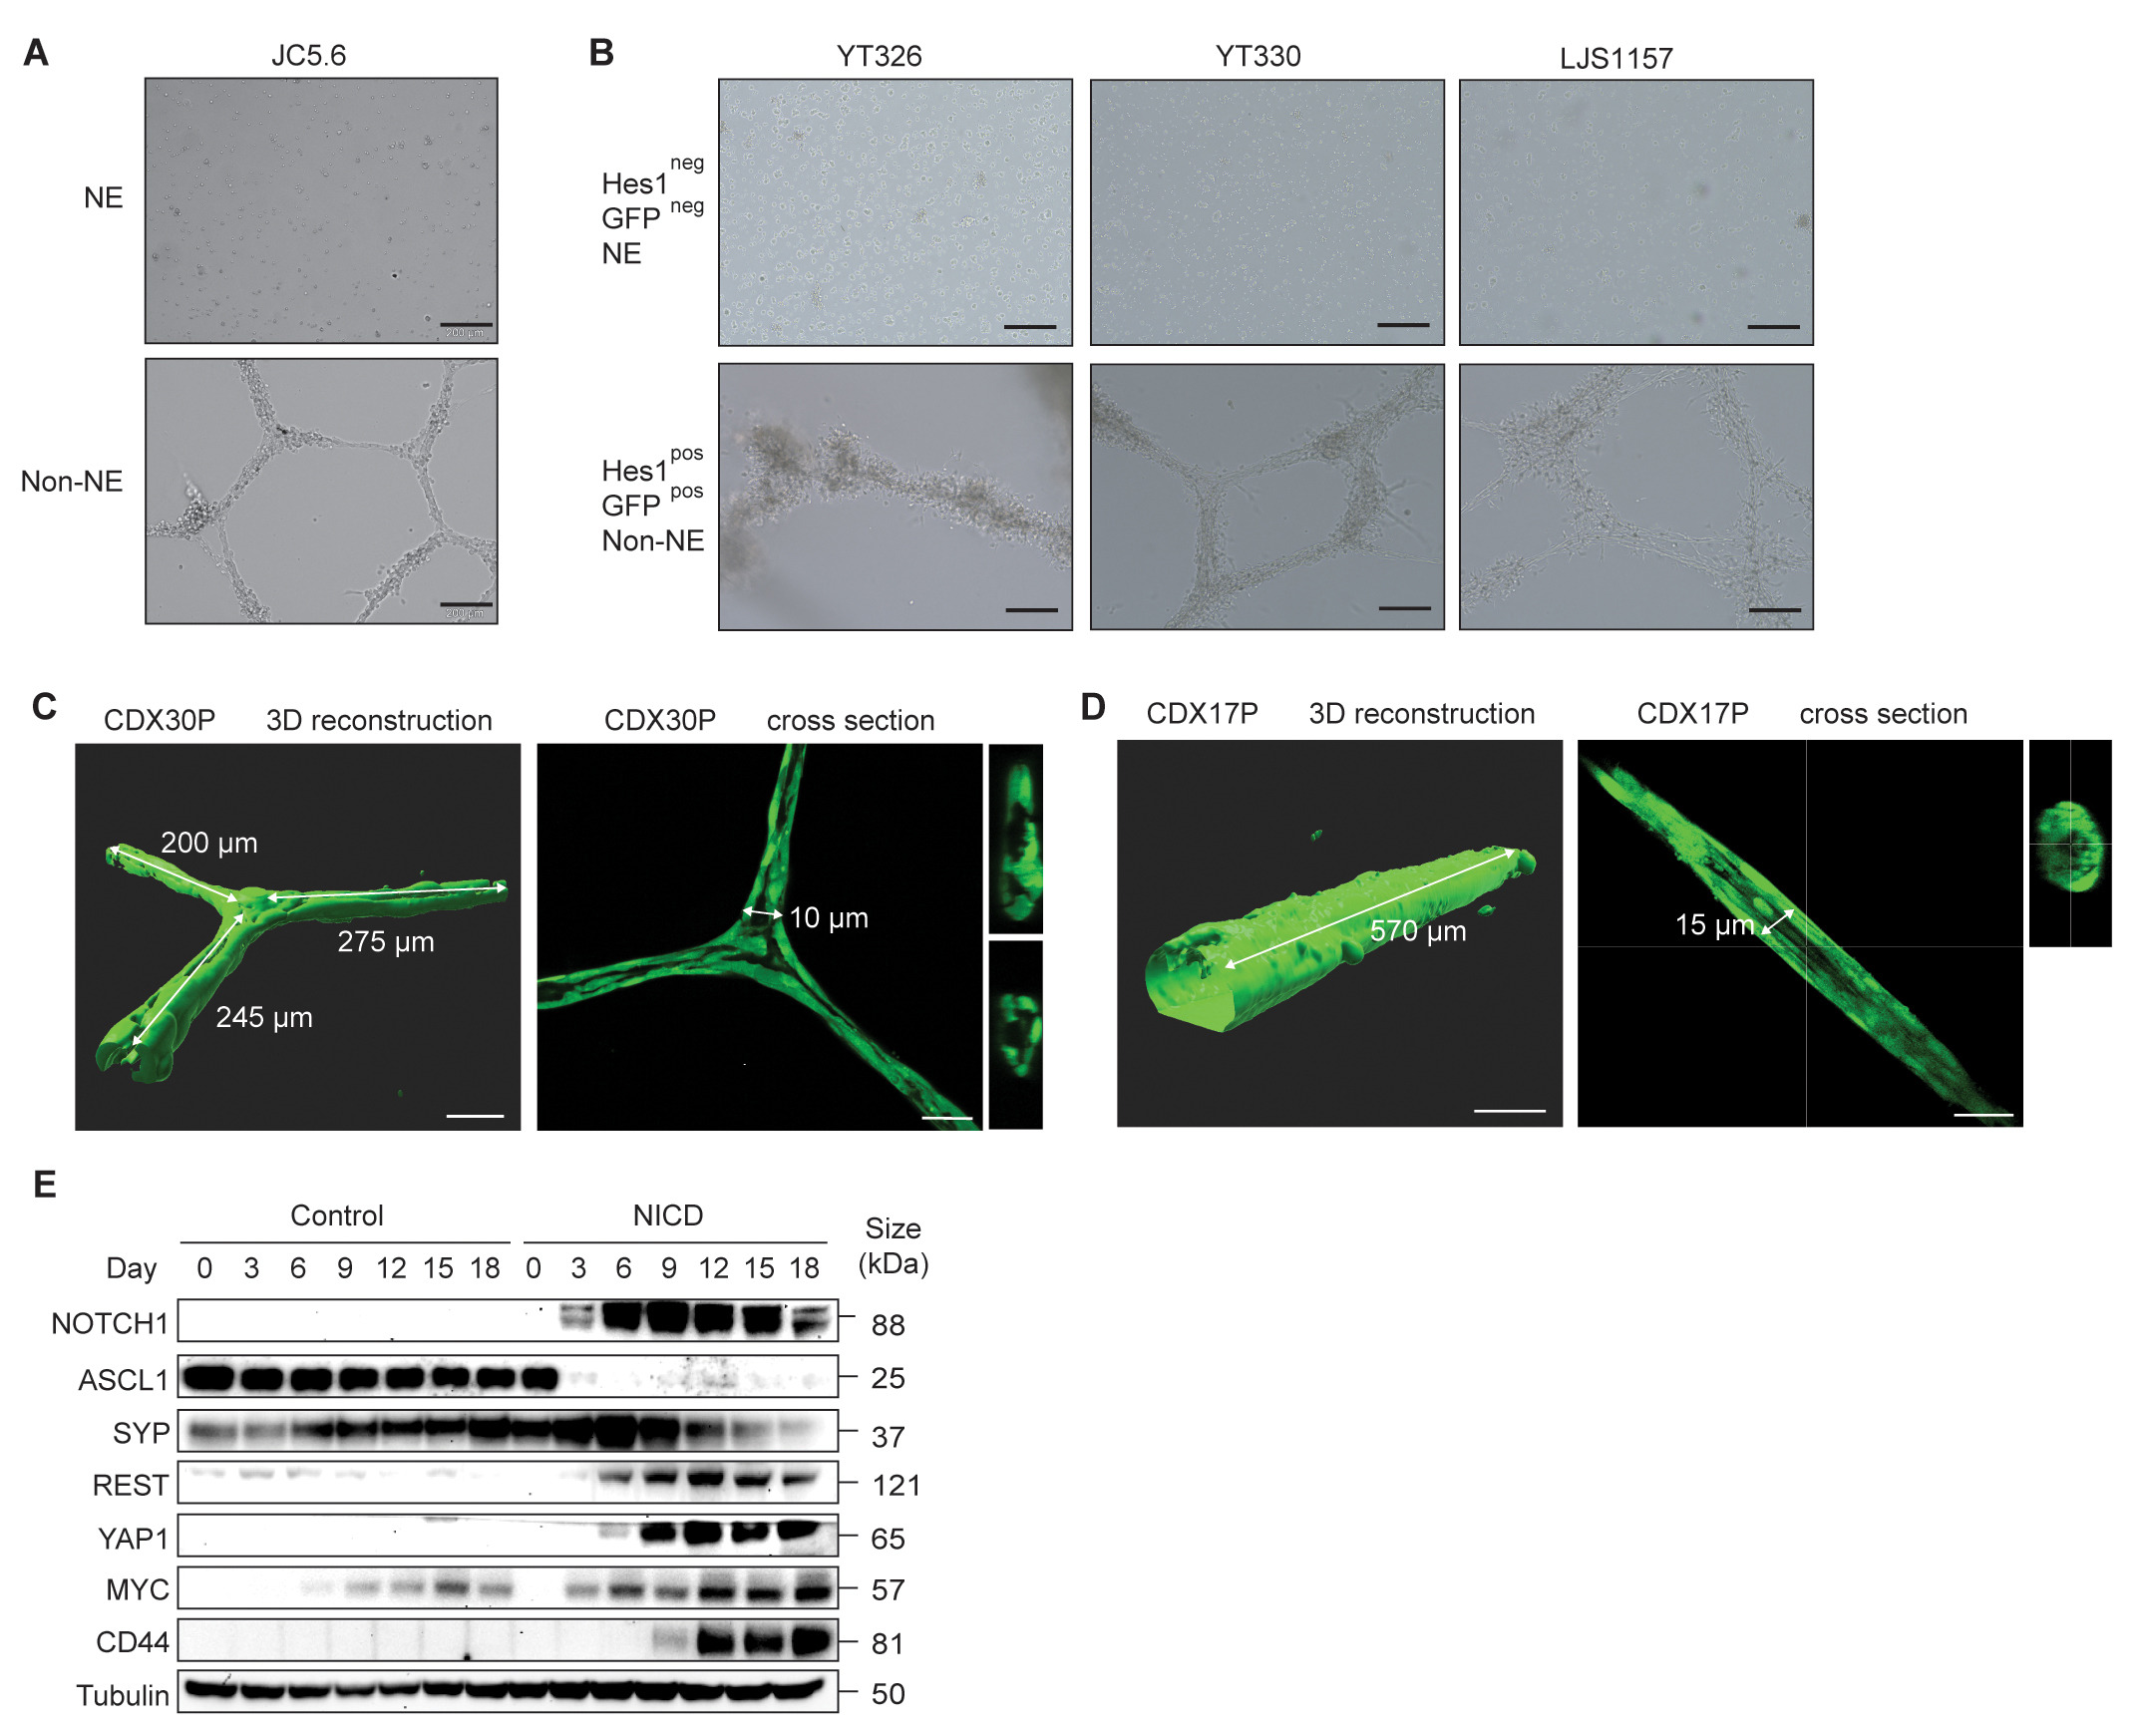 A
JC5.6
NE
200 µm
Non-NE
200 µm
B
YT326
YT330
LJS1157
Hes1 neg
GFP neg
NE
Hes1 pos
GFP pos
Non-NE
C
CDX30P 3D reconstruction
200 µm
275 µm
245 µm
CDX30P cross section
10 µm
D
CDX17P 3D reconstruction
570 µm
CDX17P cross section
15 µm
E
Control NICD Size
(kDa)
Day 0 3 6 9 12 15 18 0 3 6 9 12 15 18
NOTCH1 88
ASCL1 25
SYP 37
REST 121
YAP1 65
MYC 57
CD44 81
Tubulin 50